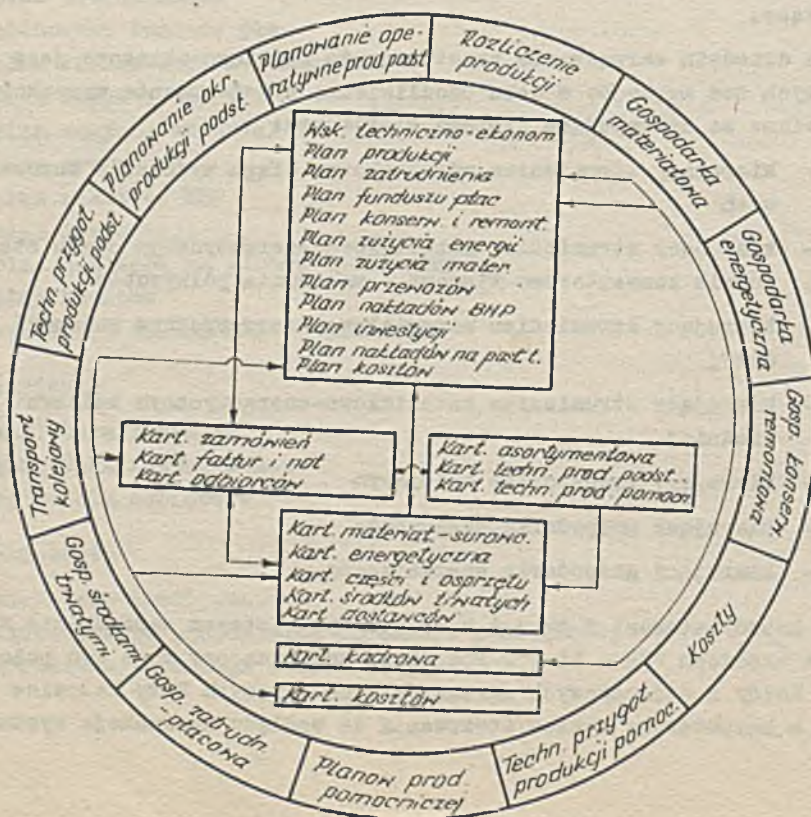 Planowanie ope-
ratywne prod. podst.
Rozliczenie
produkcji
Gospodarka
materiałowa
Gospodarka
energetyczna
Gosp. konserw.
remontowa
Koszty
Techn. przygot.
produkcji pomoc.
Planow. prod.
pomocniczej
Gosp. zatrudn.
-płacowa
Gosp. środkami
trwałymi
Transport
kolejowy
Techn. przygot.
produkcji podst.
Planowanie okr.
produkcji podst.
Wsk. techniczno-ekonom
Plan produkcji
Plan zatrudnienia
Plan funduszu płac
Plan konserw. i remont.
Plan zużycia energii
Plan zużycia mater.
Plan przewozów
Plan nakładów BHP
Plan inwestycji
Plan nakładów na post. t.
Plan kosztów
Kart. zamówień
Kart. faktur i not
Kart. odbiorców
Kart. asortymentowa
Kart. techn. prod. podst.
Kart. techn. prod. pomocn
Kart. materiał.-surowc.
Kart. energetyczna
Kart. części i osprzętu
Kart. środków trwałych
Kart. dostawców
Kart. kadrowa
Kart. kosztów